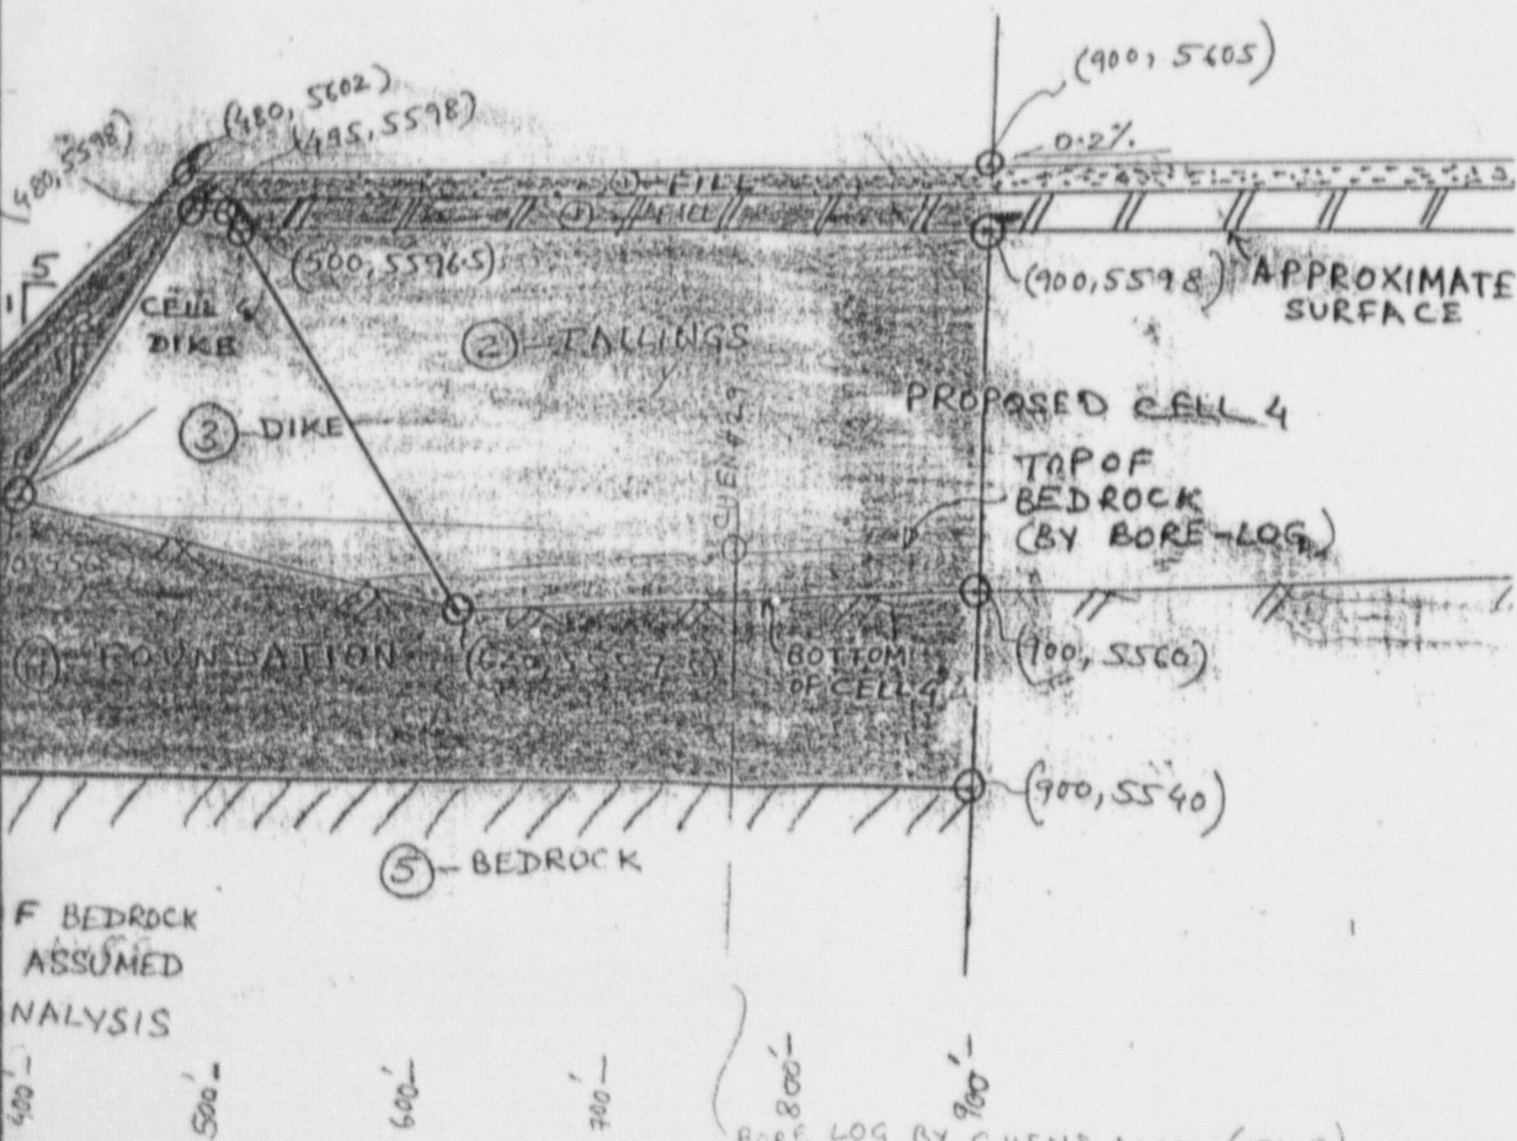 (900, 5605)
(480, 5602)
(495, 5598)
(480, 5598)
0.2%
① - FILL
① - FILL
(500, 5596.5)
(900, 5598)
APPROXIMATE
SURFACE
5
1
CELL 4
DIKE
② - TAILINGS
③ - DIKE
PROPOSED CELL 4
TOP OF
BEDROCK
(BY BORE-LOG)
④ - FOUNDATION
BOTTOM
OF CELL 4
(900, 5560)
(900, 5540)
⑤ - BEDROCK
F BEDROCK
ASSUMED
NALYSIS
400'
500'
600'
700'
800'
900'
BORE LOG BY